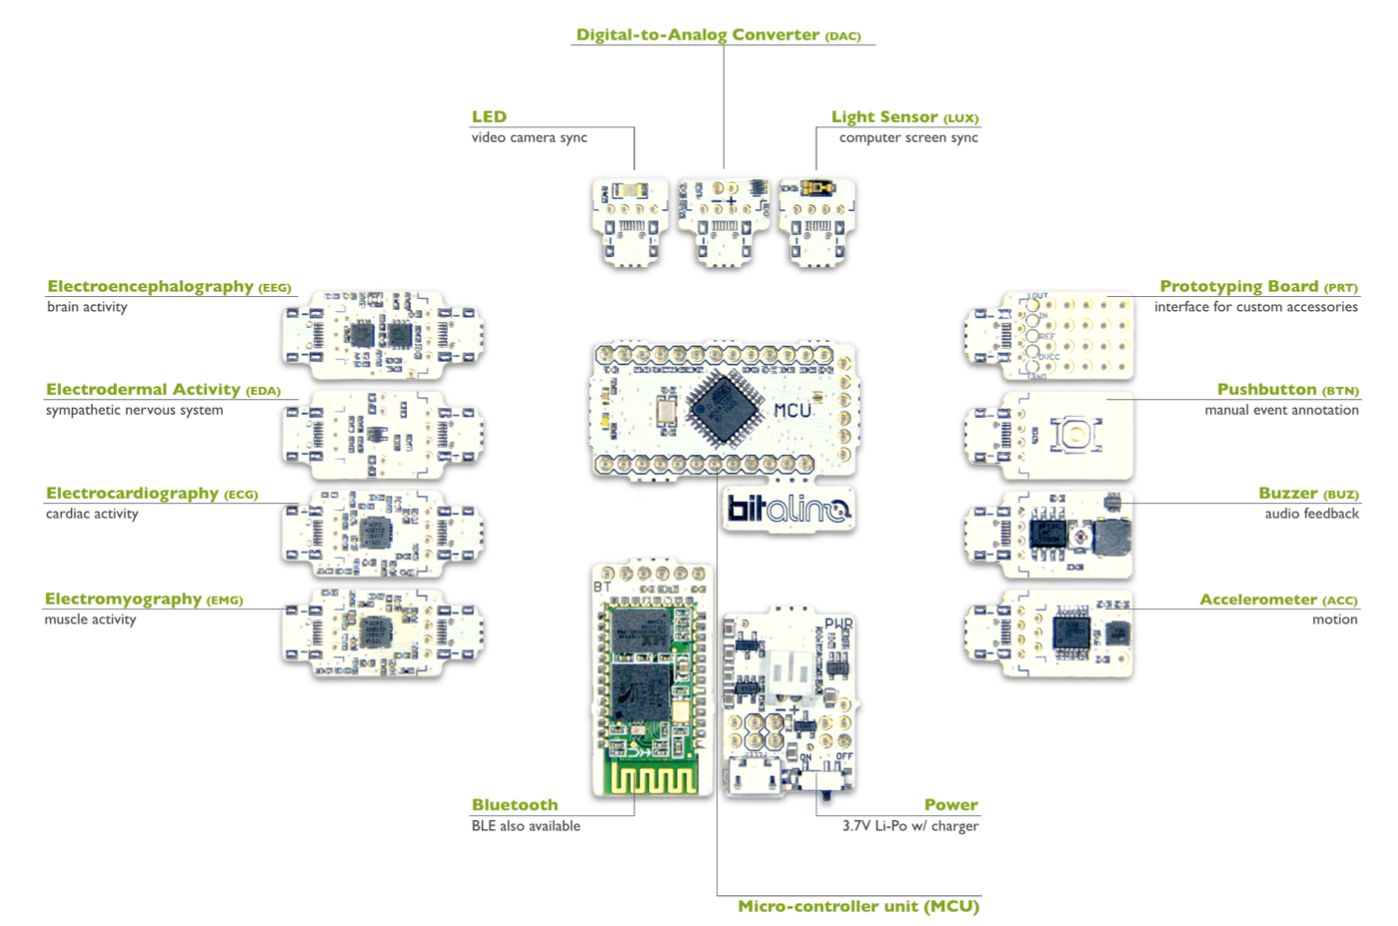 Digital-to-Analog Converter (DAC)
LED
video camera sync
Light Sensor (LUX)
computer screen sync
Electroencephalography (EEG)
brain activity
Electrodermal Activity (EDA)
sympathetic nervous system
Electrocardiography (ECG)
cardiac activity
Electromyography (EMG)
muscle activity
Prototyping Board (PRT)
interface for custom accessories
Pushbutton (BTN)
manual event annotation
Buzzer (BUZ)
audio feedback
Accelerometer (ACC)
motion
MCU
bitalino
BT
PWR
ON
OFF
Bluetooth
BLE also available
Power
3.7V Li-Po w/ charger
Micro-controller unit (MCU)